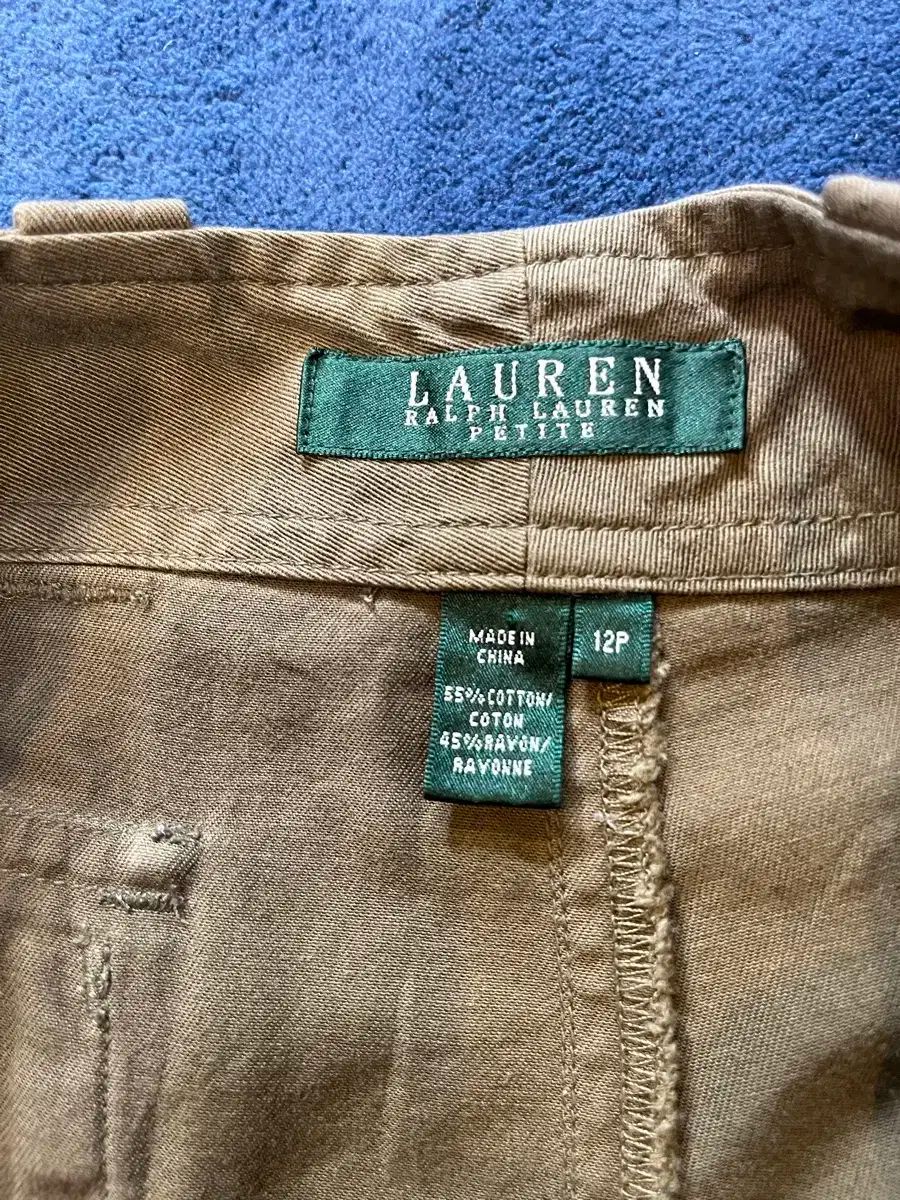 LAUREN
RALPH LAUREN
PETITE
MADE IN
CHINA
55% COTTON/
COTON
45% RAYON/
RAYONNE
12P